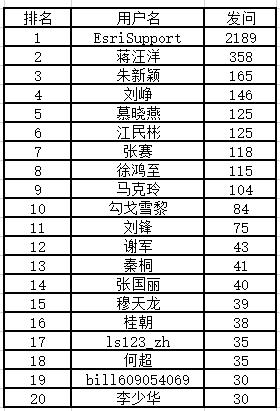 排名 用户名 发问
1 EsriSupport 2189
2 蒋汪洋 358
3 朱新颖 165
4 刘峥 146
5 慕晓燕 125
6 江民彬 125
7 张赛 118
8 徐鸿至 115
9 马克玲 104
10 勾戈雪黎 84
11 刘锋 75
12 谢军 43
13 秦桐 41
14 张国丽 40
15 穆天龙 39
16 桂朝 38
17 ls123_zh 35
18 何超 35
19 bill609054069 30
20 李少华 30